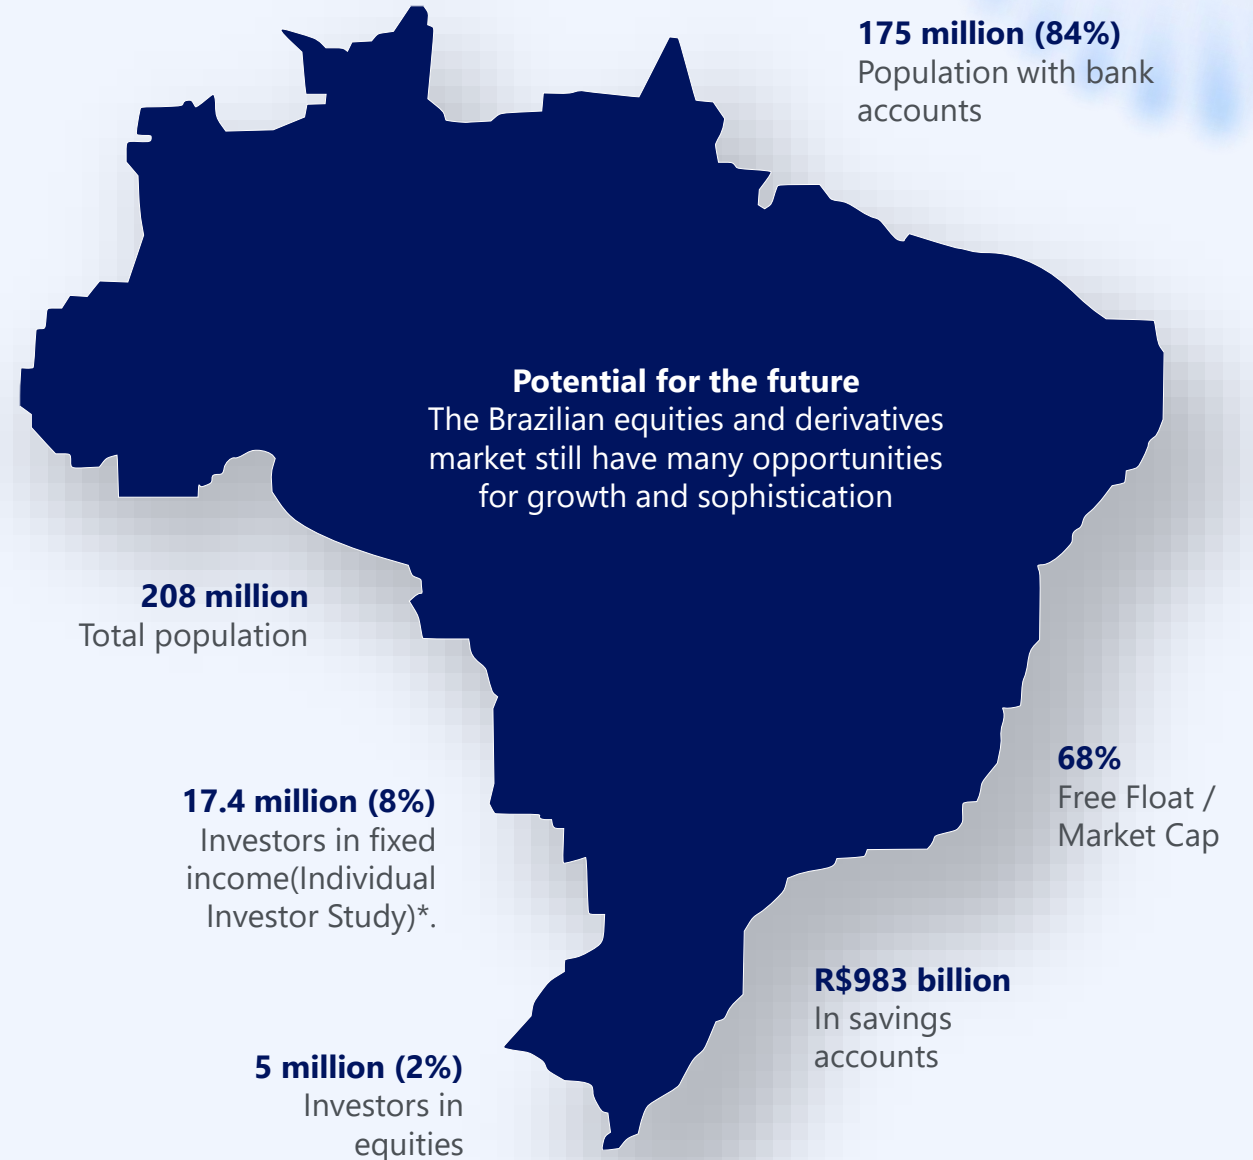 175 million (84%)
Population with bank
accounts
Potential for the future
The Brazilian equities and derivatives
market still have many opportunities
for growth and sophistication
208 million
Total population
68%
Free Float /
Market Cap
17.4 million (8%)
Investors in fixed
income(Individual
Investor Study)*.
R$983 billion
In savings
accounts
5 million (2%)
Investors in
equities